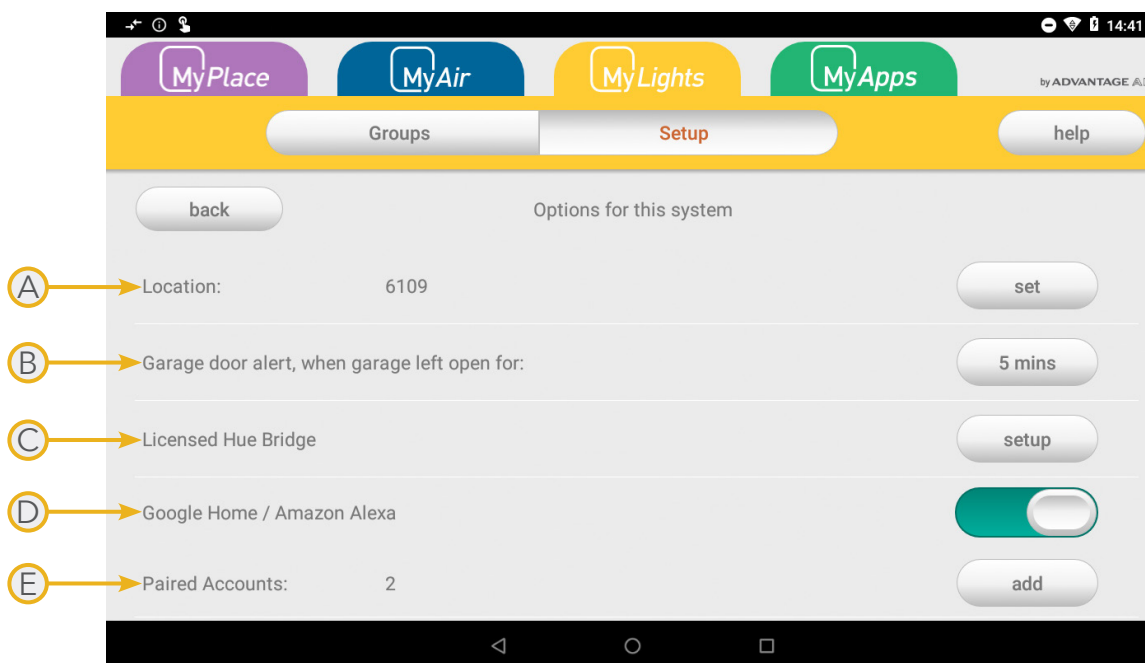 14:41
MyPlace MyAir MyLights MyApps by ADVANTAGE
Groups Setup help
back Options for this system
A Location: 6109 set
B Garage door alert, when garage left open for: 5 mins
C Licensed Hue Bridge setup
D Google Home / Amazon Alexa
E Paired Accounts: 2 add